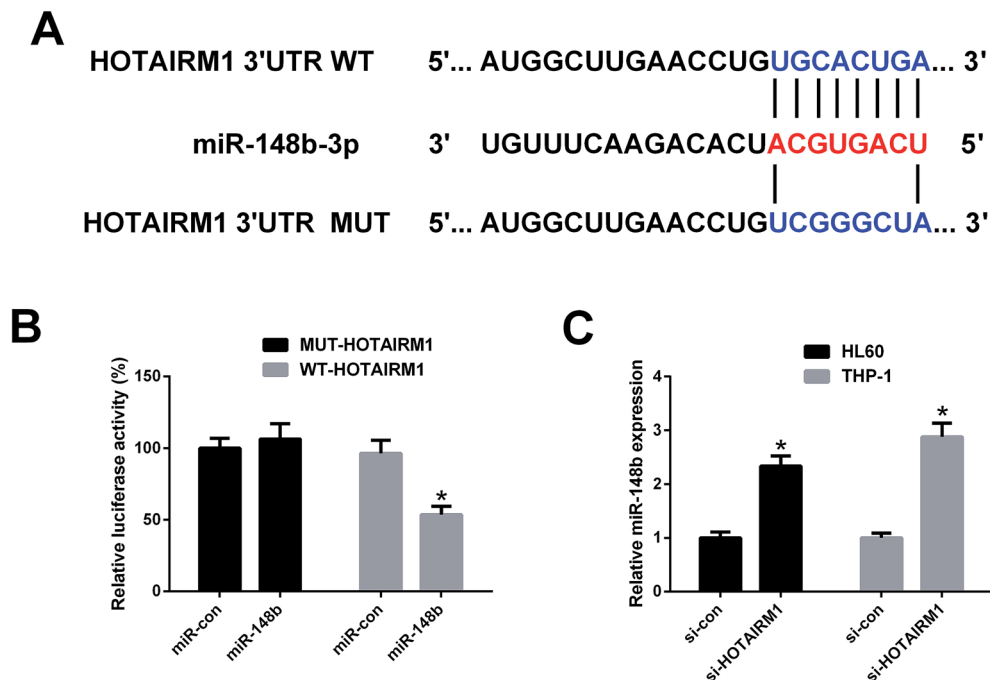 A
HOTAIRM1 3'UTR WT 5'... AUGGCUUGAACCUGUGCACUGA... 3'
miR-148b-3p 3' UGUUUCAAGACACUACGUGACU 5'
HOTAIRM1 3'UTR MUT 5'... AUGGCUUGAACCUGUCGGGCUA... 3'
B
MUT-HOTAIRM1
WT-HOTAIRM1
Relative luciferase activity (%)
150
100
50
0
*
miR-con
miR-148b
miR-con
miR-148b
C
HL60
THP-1
Relative miR-148b expression
4
3
2
1
0
*
*
si-con
si-HOTAIRM1
si-con
si-HOTAIRM1